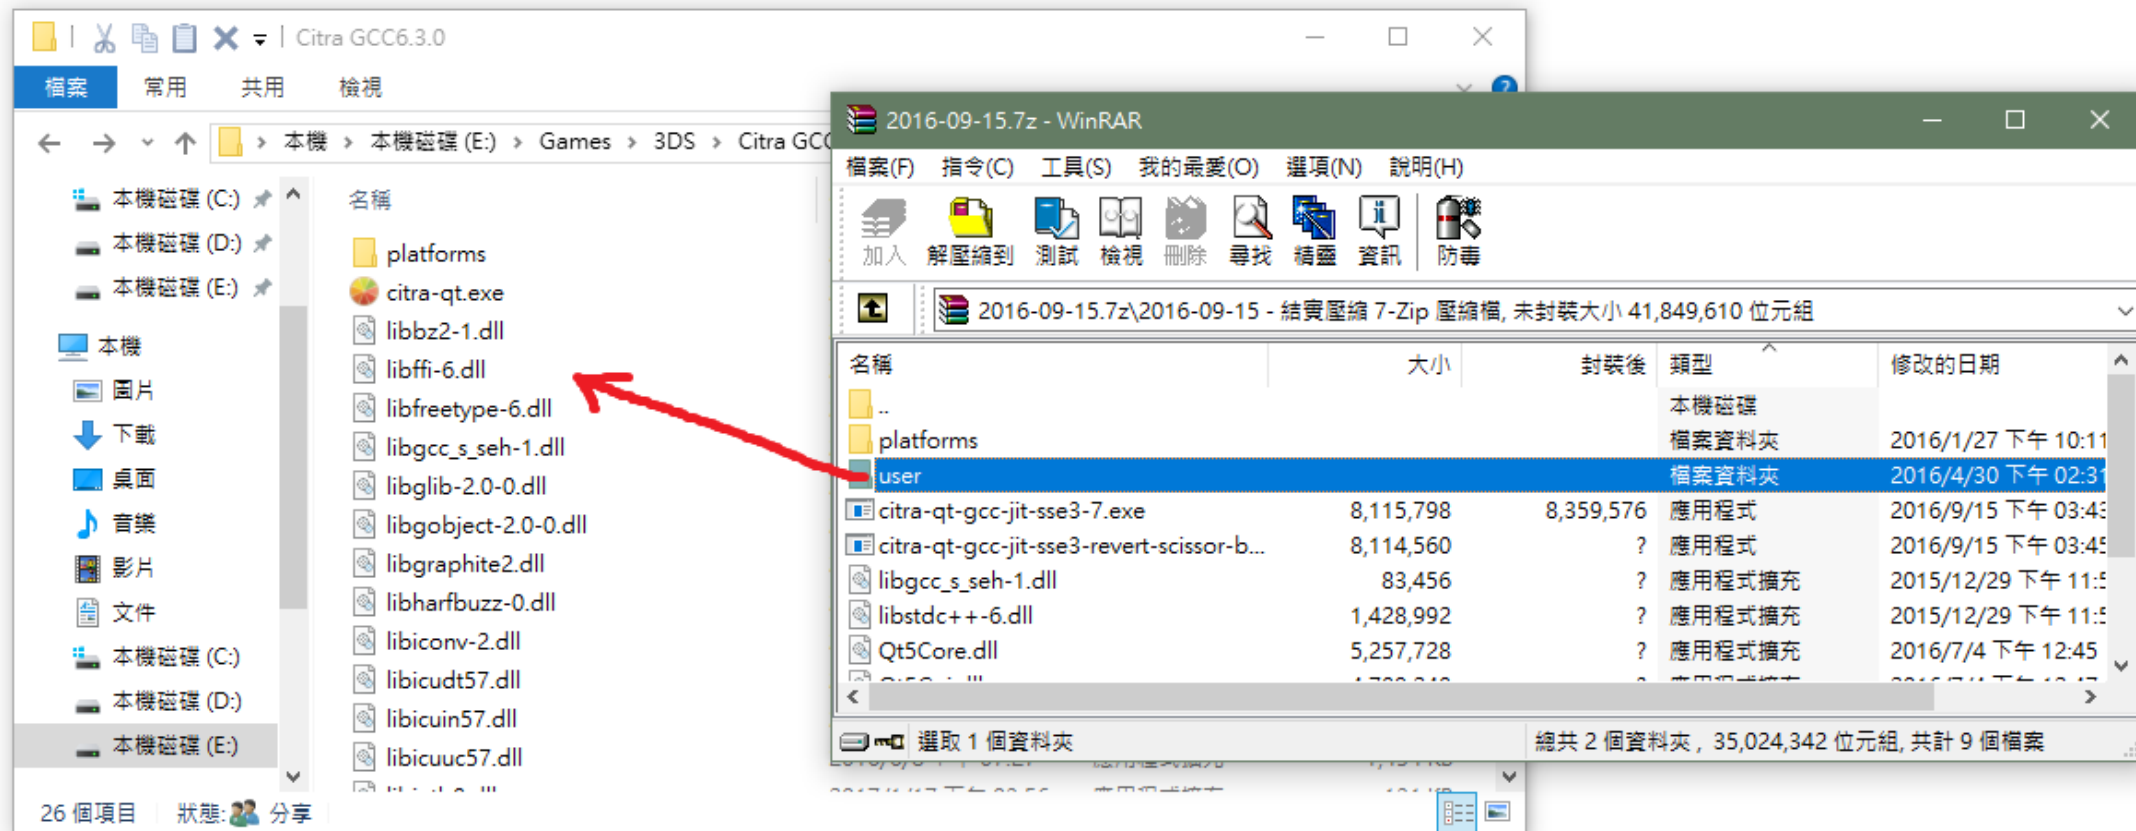 Citra GCC6.3.0
檔案 常用 共用 檢視
本機 本機磁碟 (E:) Games 3DS Citra GCC
本機磁碟 (C:)
本機磁碟 (D:)
本機磁碟 (E:)
本機
圖片
下載
桌面
音樂
影片
文件
本機磁碟 (C:)
本機磁碟 (D:)
本機磁碟 (E:)
名稱
platforms
citra-qt.exe
libbz2-1.dll
libffi-6.dll
libfreetype-6.dll
libgcc_s_seh-1.dll
libglib-2.0-0.dll
libgobject-2.0-0.dll
libgraphite2.dll
libharfbuzz-0.dll
libiconv-2.dll
libicudt57.dll
libicuin57.dll
libicuuc57.dll
26 個項目 狀態: 分享
2016-09-15.7z - WinRAR
檔案(F) 指令(C) 工具(S) 我的最愛(O) 選項(N) 說明(H)
加入 解壓縮到 測試 檢視 刪除 尋找 精靈 資訊 防毒
2016-09-15.7z\2016-09-15 - 結實壓縮 7-Zip 壓縮檔, 未封裝大小 41,849,610 位元組
名稱 大小 封裝後 類型 修改的日期
.. 本機磁碟
platforms 檔案資料夾 2016/1/27 下午 10:11
user 檔案資料夾 2016/4/30 下午 02:31
citra-qt-gcc-jit-sse3-7.exe 8,115,798 8,359,576 應用程式 2016/9/15 下午 03:43
citra-qt-gcc-jit-sse3-revert-scissor-b... 8,114,560 ? 應用程式 2016/9/15 下午 03:45
libgcc_s_seh-1.dll 83,456 ? 應用程式擴充 2015/12/29 下午 11:5
libstdc++-6.dll 1,428,992 ? 應用程式擴充 2015/12/29 下午 11:5
Qt5Core.dll 5,257,728 ? 應用程式擴充 2016/7/4 下午 12:45
選取 1 個資料夾 總共 2 個資料夾 , 35,024,342 位元組, 共計 9 個檔案